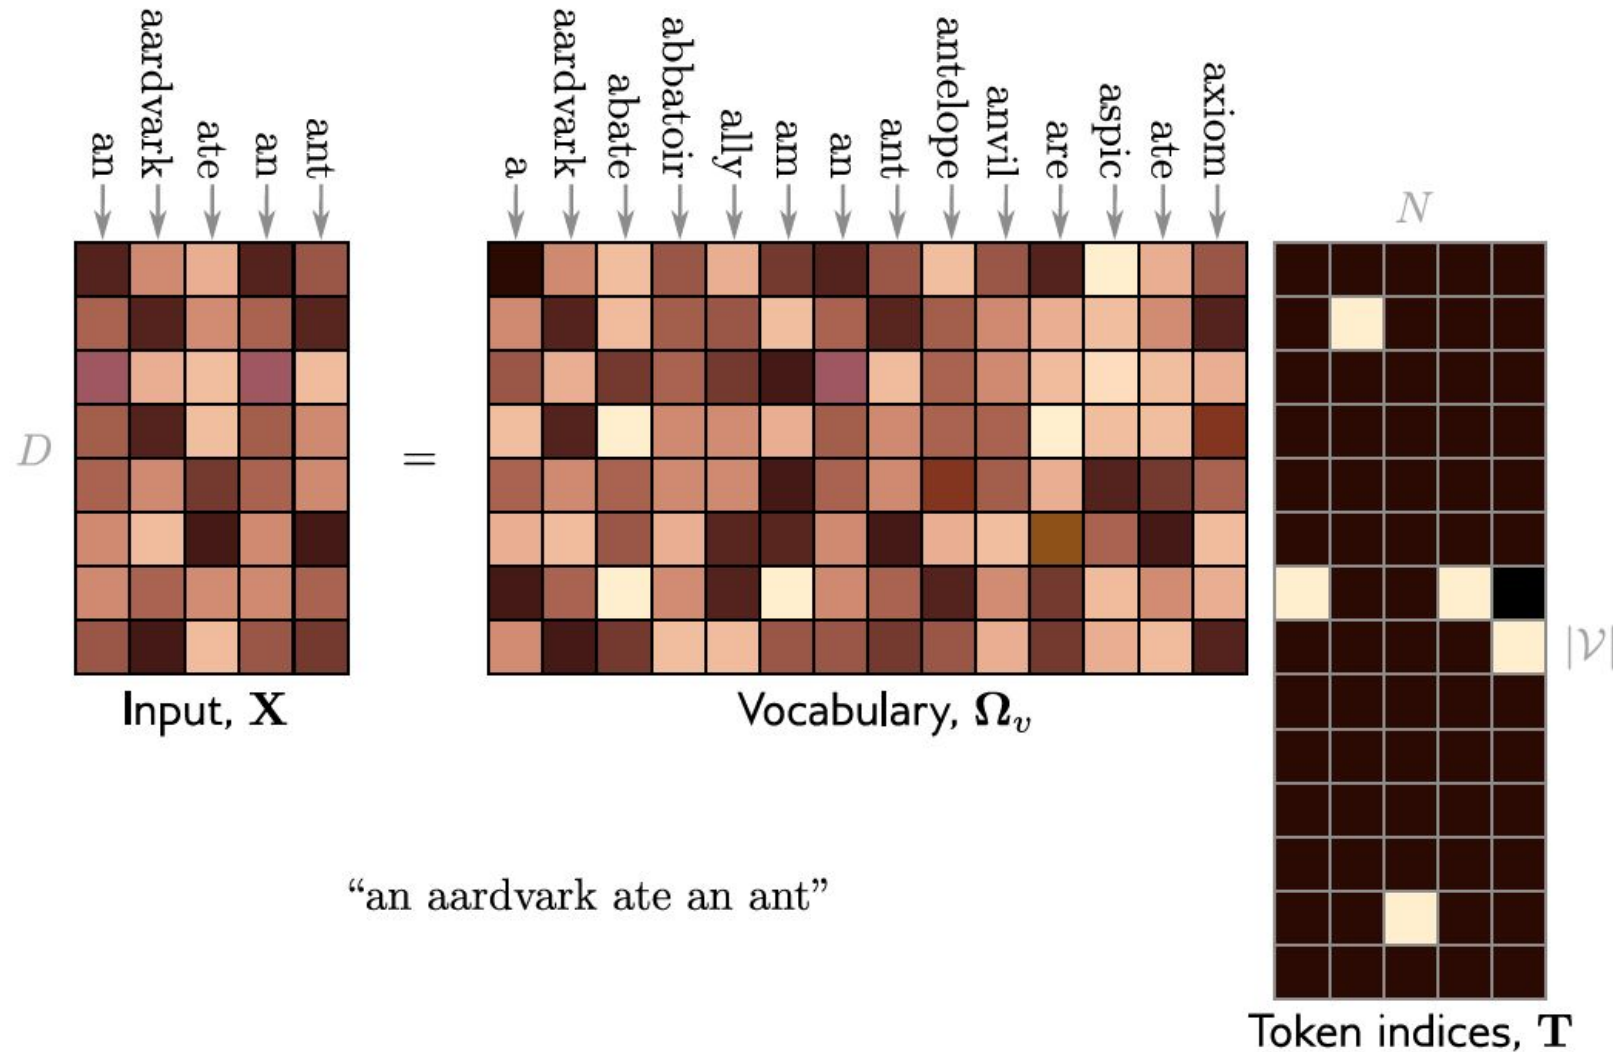 an
aardvark
ate
an
ant
a
aardvark
abate
abbatoir
ally
am
an
ant
antelope
anvil
are
aspic
ate
axiom
N
D
=
|𝒱|
Input, X
Vocabulary, Ωᵥ
"an aardvark ate an ant"
Token indices, T